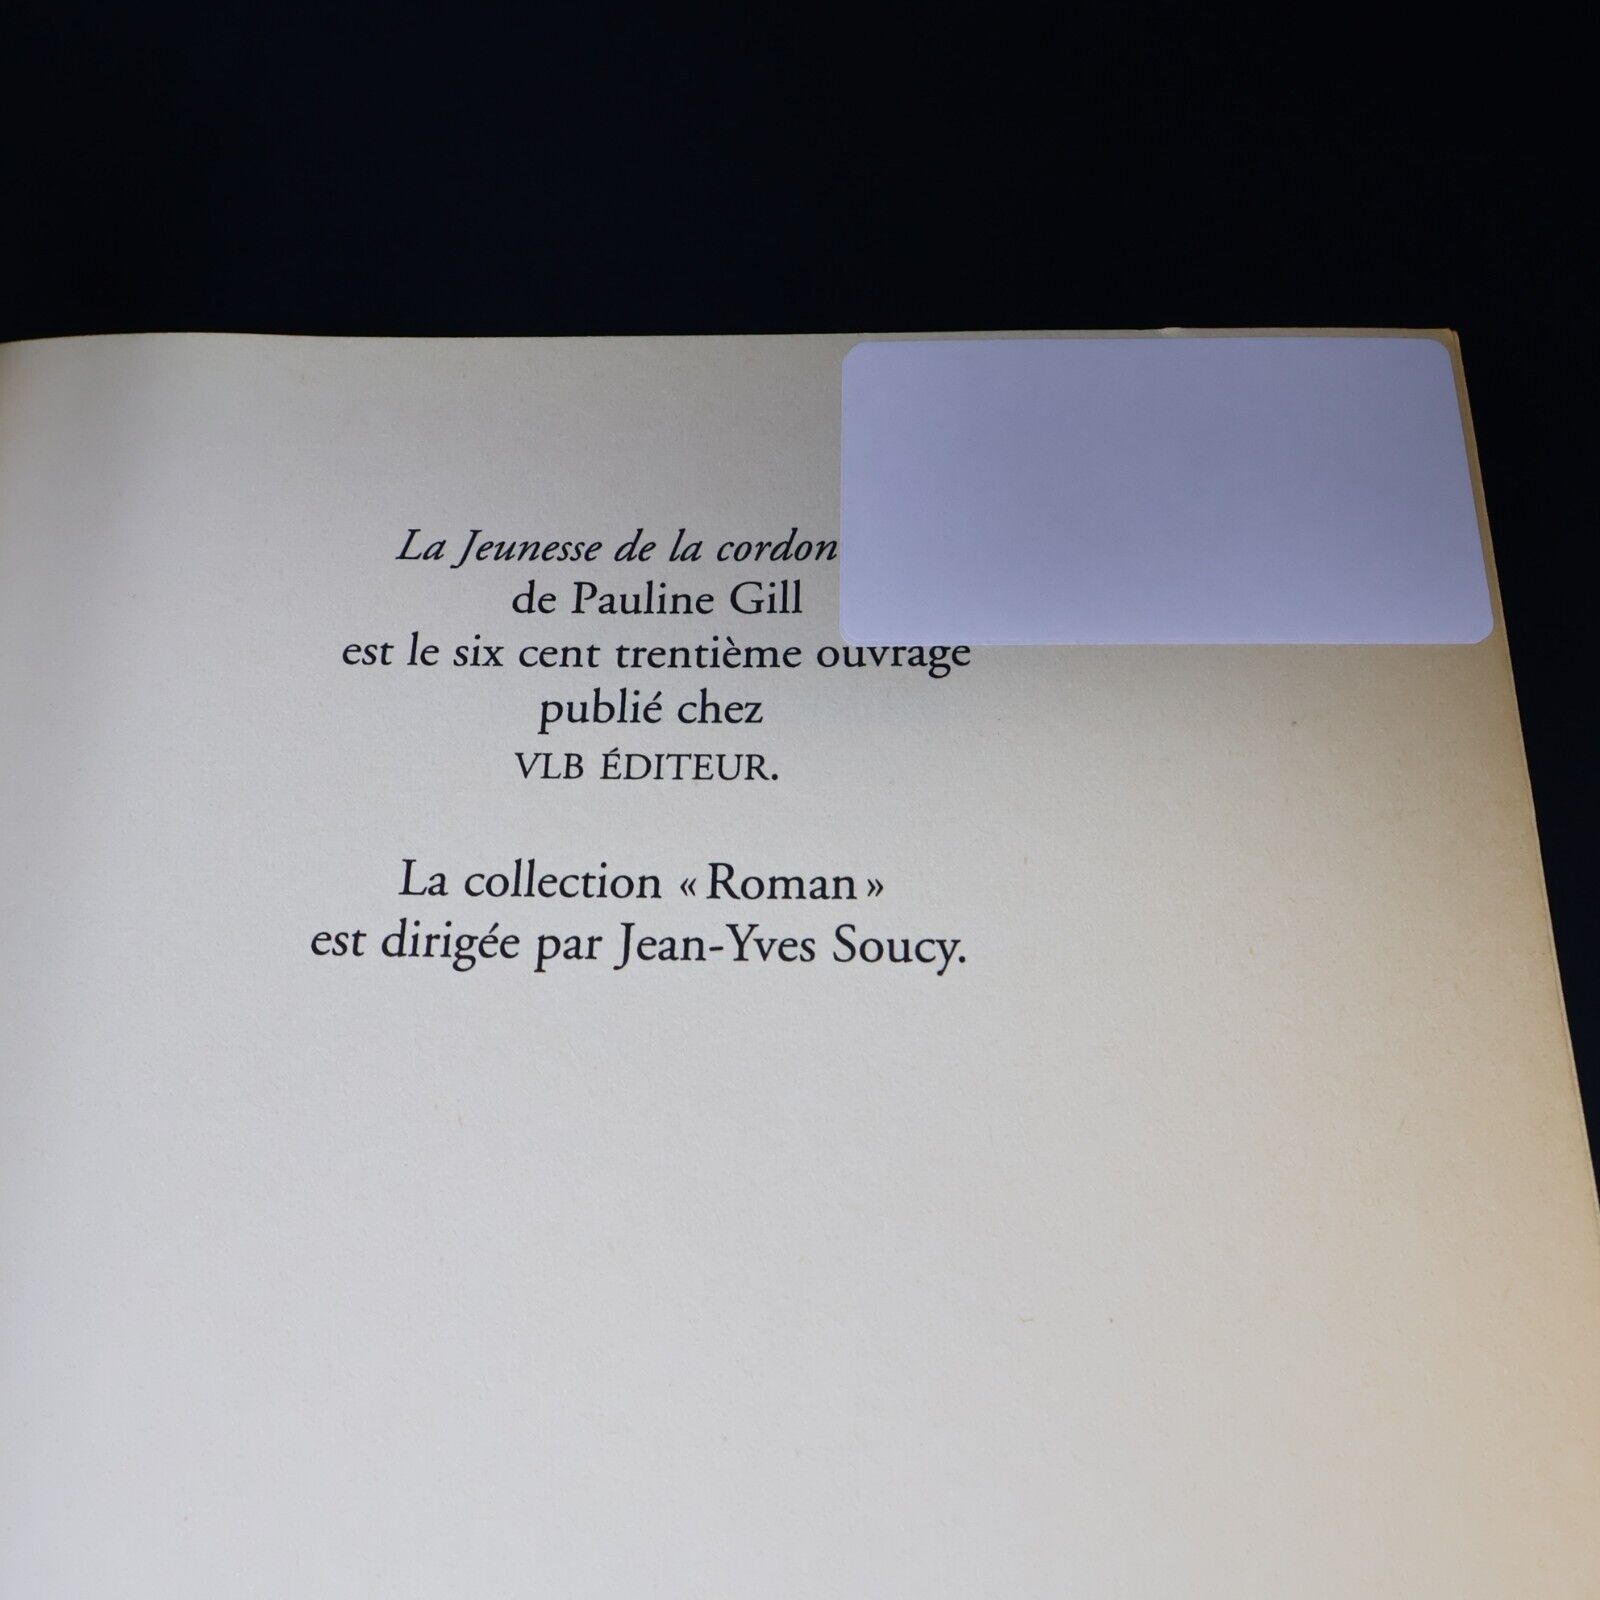 La Jeunesse de la cordon
de Pauline Gill
est le six cent trentième ouvrage
publié chez
VLB ÉDITEUR.
La collection « Roman »
est dirigée par Jean-Yves Soucy.